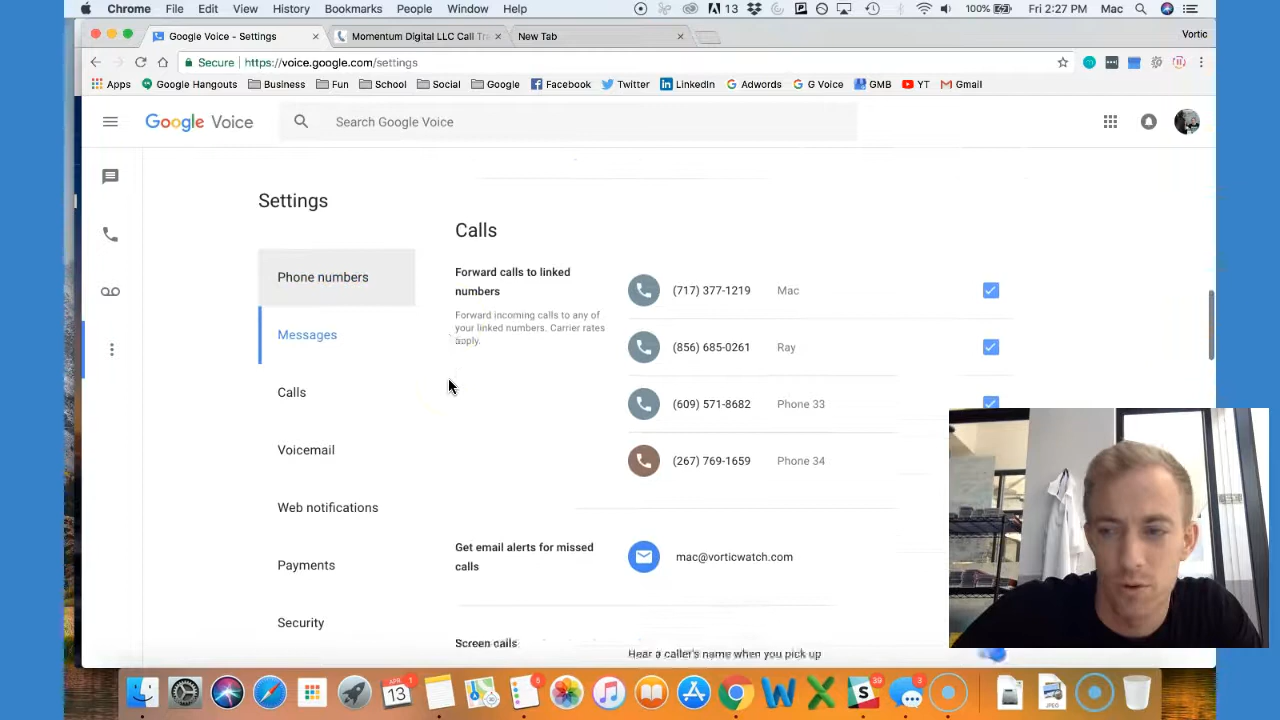 Chrome File Edit View History Bookmarks People Window Help 13 100% Fri 2:27 PM Mac
Google Voice - Settings × Momentum Digital LLC Call Tr × New Tab × Vortic
Secure https://voice.google.com/settings
Apps Google Hangouts Business Fun School Social Google Facebook Twitter LinkedIn Adwords G Voice GMB YT Gmail
Google Voice Search Google Voice
Settings
Phone numbers
Messages
Calls
Voicemail
Web notifications
Payments
Security
Calls
Forward calls to linked
numbers
Forward incoming calls to any of
your linked numbers. Carrier rates
apply.
(717) 377-1219 Mac
(856) 685-0261 Ray
(609) 571-8682 Phone 33
(267) 769-1659 Phone 34
Get email alerts for missed
calls
mac@vorticwatch.com
Screen calls
Hear a caller's name when you pick up
APR 13 1 5 39 3
JPEG